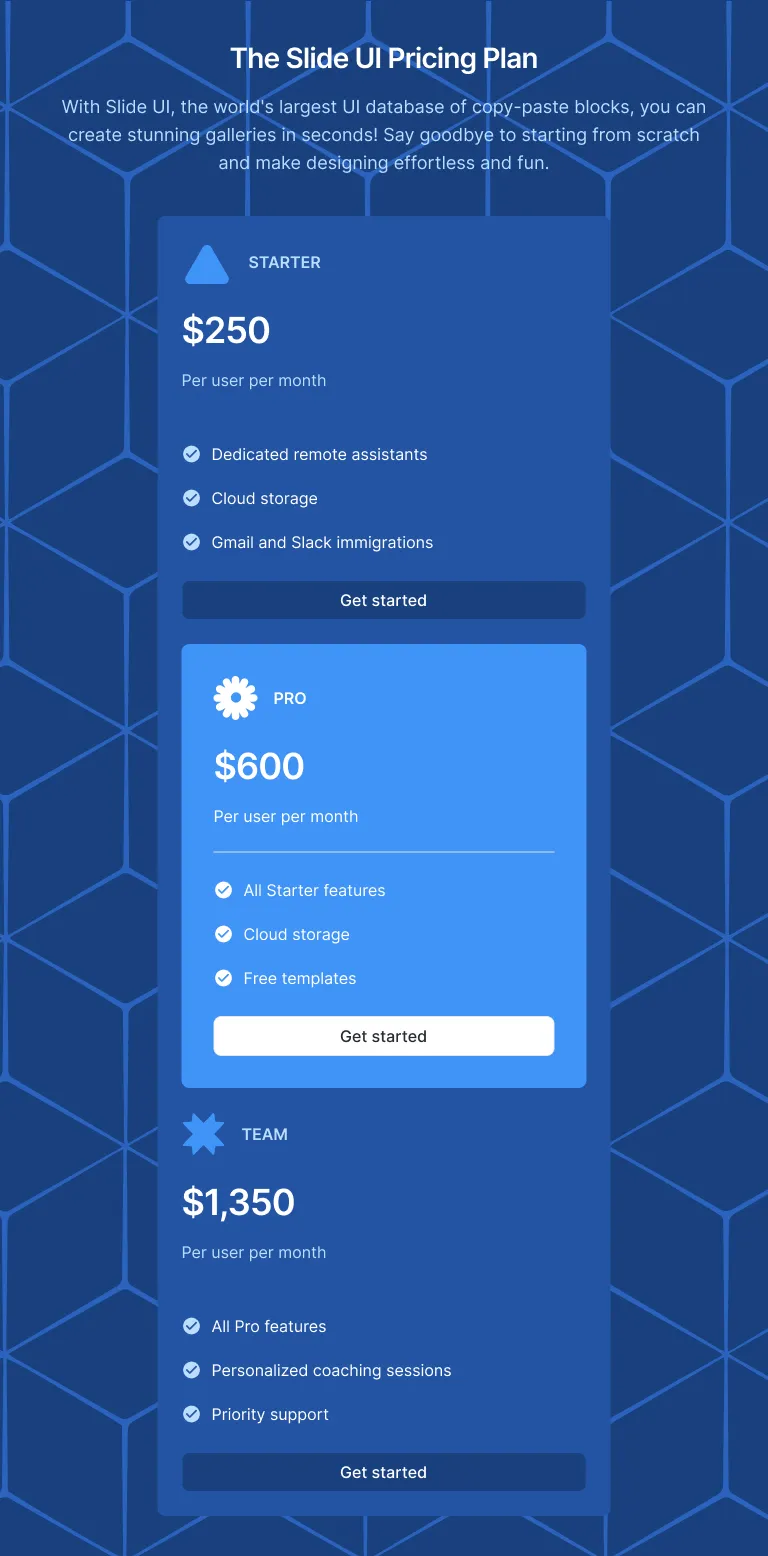 The Slide UI Pricing Plan
With Slide UI, the world's largest UI database of copy-paste blocks, you can
create stunning galleries in seconds! Say goodbye to starting from scratch
and make designing effortless and fun.
STARTER
$250
Per user per month
Dedicated remote assistants
Cloud storage
Gmail and Slack immigrations
Get started
PRO
$600
Per user per month
All Starter features
Cloud storage
Free templates
Get started
TEAM
$1,350
Per user per month
All Pro features
Personalized coaching sessions
Priority support
Get started